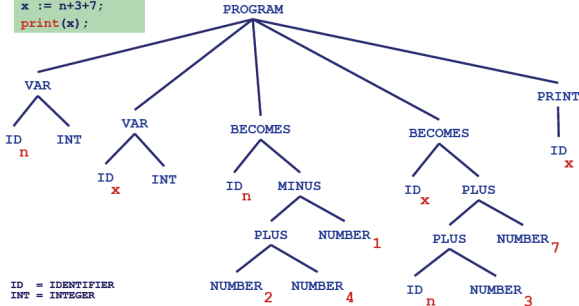 x := n+3+7;
print(x);
PROGRAM
VAR
PRINT
VAR
BECOMES
BECOMES
ID n
INT
ID x
ID x
INT
ID n
MINUS
ID x
PLUS
PLUS
NUMBER 1
PLUS
NUMBER 7
NUMBER 2
NUMBER 4
ID n
NUMBER 3
ID = IDENTIFIER
INT = INTEGER